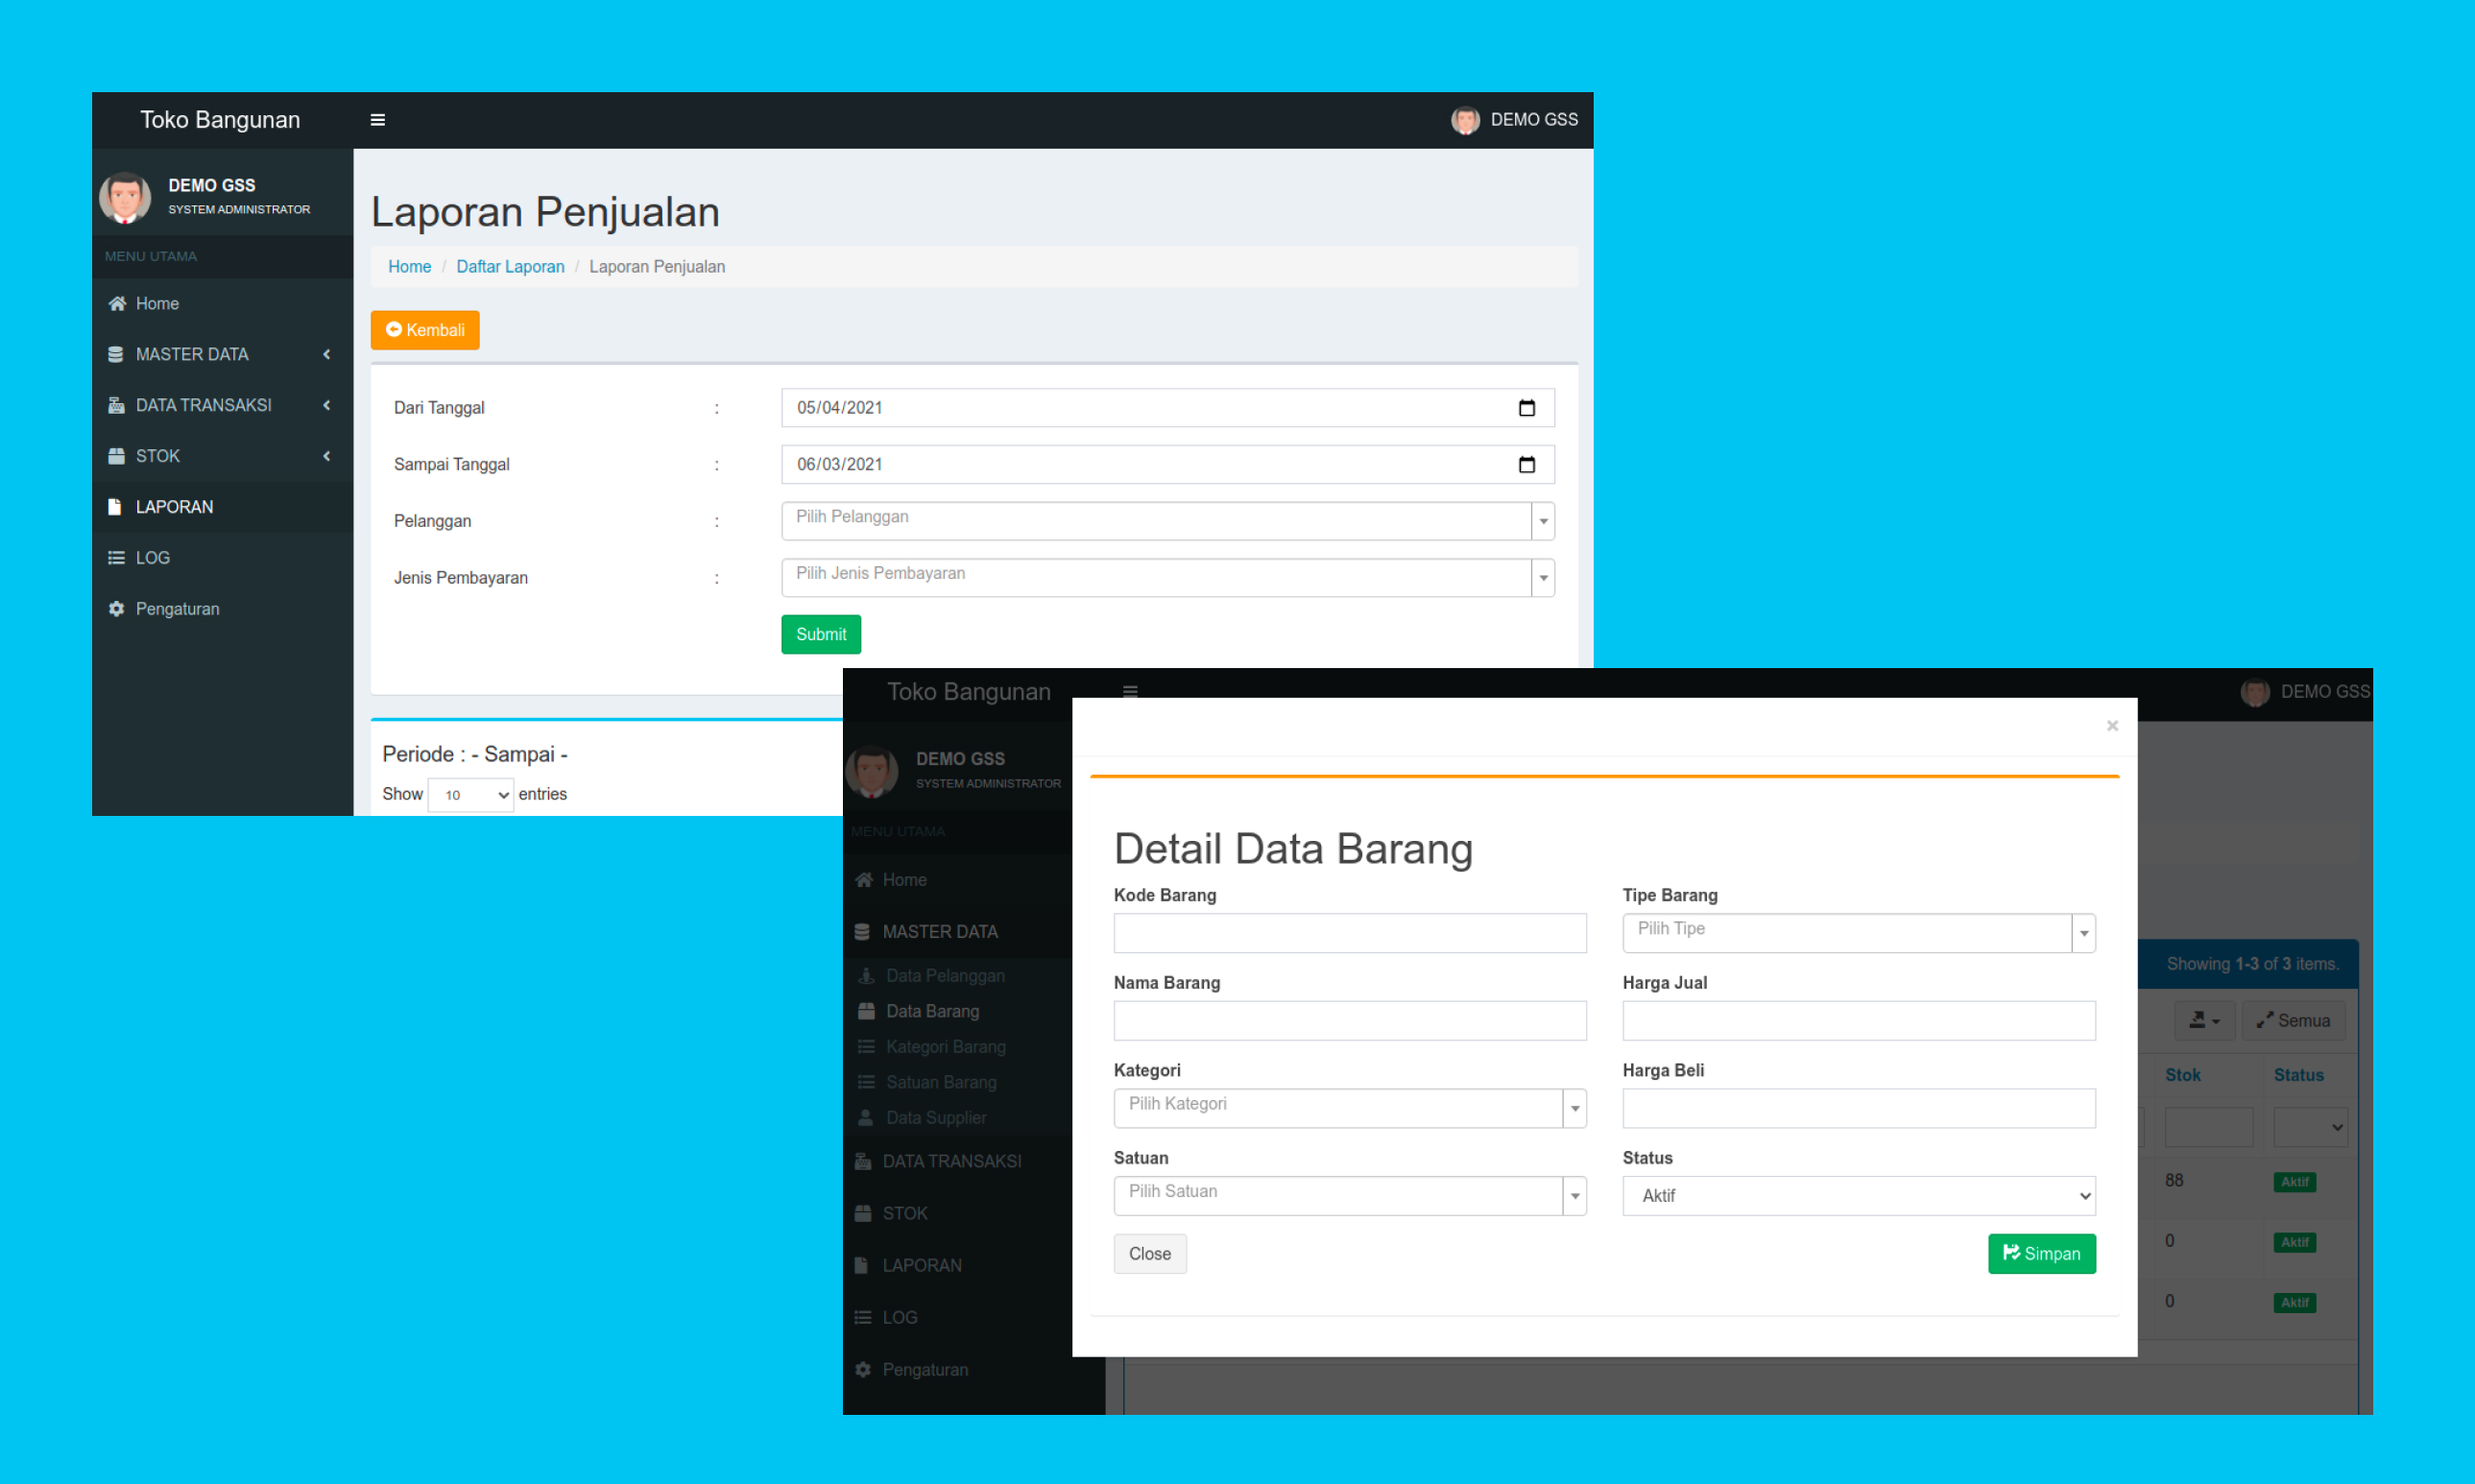 Toko Bangunan
DEMO GSS
DEMO GSS
SYSTEM ADMINISTRATOR
MENU UTAMA
Home
MASTER DATA
DATA TRANSAKSI
STOK
LAPORAN
LOG
Pengaturan
Laporan Penjualan
Home / Daftar Laporan / Laporan Penjualan
Kembali
Dari Tanggal : 05/04/2021
Sampai Tanggal : 06/03/2021
Pelanggan : Pilih Pelanggan
Jenis Pembayaran : Pilih Jenis Pembayaran
Submit
Periode : - Sampai -
Show 10 entries
Toko Bangunan
DEMO GSS
DEMO GSS
SYSTEM ADMINISTRATOR
MENU UTAMA
Home
MASTER DATA
Data Pelanggan
Data Barang
Kategori Barang
Satuan Barang
Data Supplier
DATA TRANSAKSI
STOK
LAPORAN
LOG
Pengaturan
×
Detail Data Barang
Kode Barang
Tipe Barang
Pilih Tipe
Nama Barang
Harga Jual
Kategori
Pilih Kategori
Harga Beli
Satuan
Pilih Satuan
Status
Aktif
Close
Simpan
Showing 1-3 of 3 items.
Semua
Stok Status
88 Aktif
0 Aktif
0 Aktif